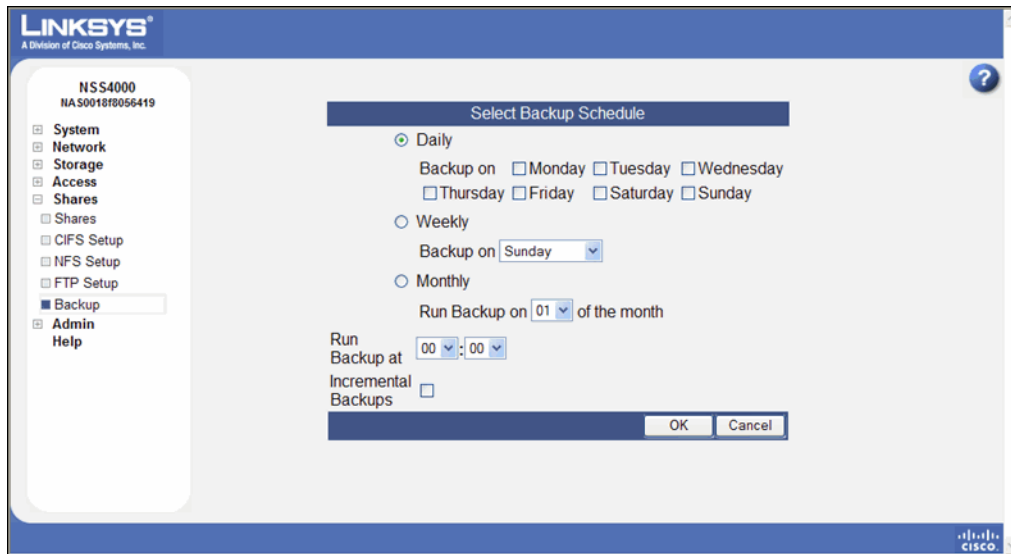 LINKSYS®
A Division of Cisco Systems, Inc.
NSS4000
NAS0018f8056419
System
Network
Storage
Access
Shares
Shares
CIFS Setup
NFS Setup
FTP Setup
Backup
Admin
Help
?
Select Backup Schedule
Daily
Backup on Monday Tuesday Wednesday
Thursday Friday Saturday Sunday
Weekly
Backup on Sunday
Monthly
Run Backup on 01 of the month
Run
Backup at 00 : 00
Incremental
Backups
OK Cancel
CISCO.